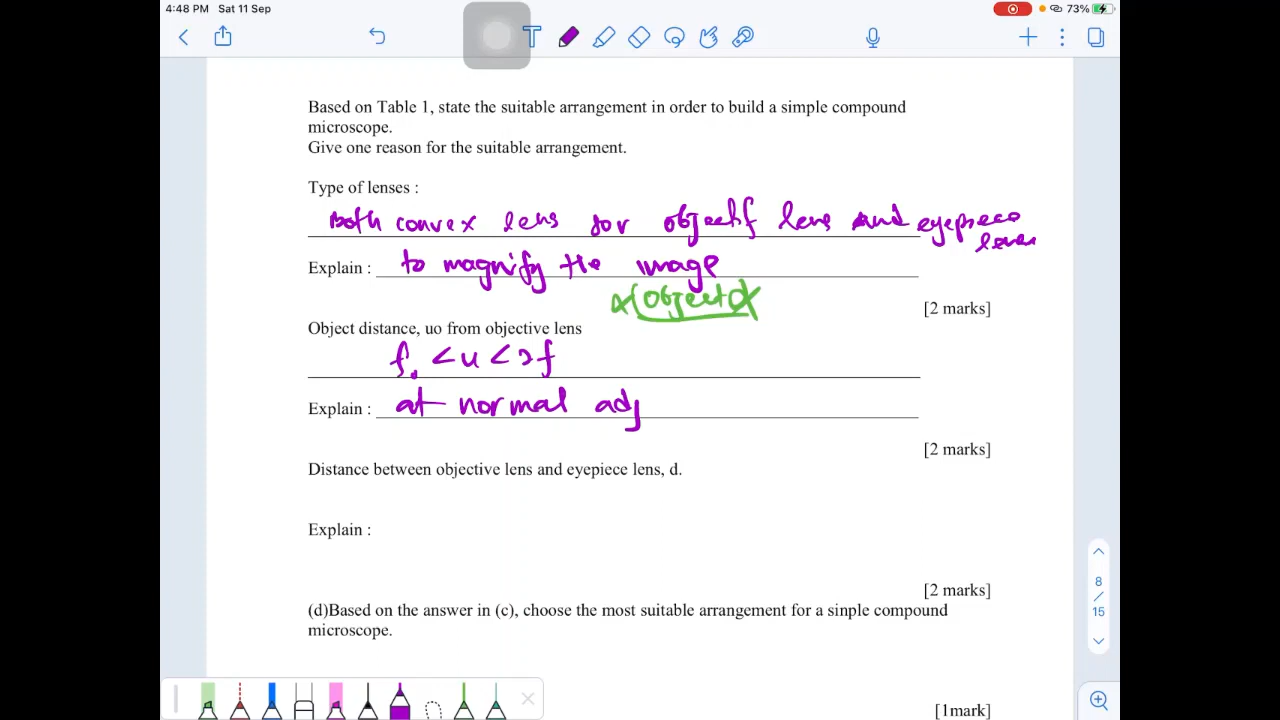 4:48 PM Sat 11 Sep
73%
Based on Table 1, state the suitable arrangement in order to build a simple compound
microscope.
Give one reason for the suitable arrangement.
Type of lenses :
Both convex lens for objectif lens and eyepiece
lens
Explain : to magnify the image
(object)
[2 marks]
Object distance, uo from objective lens
f₀ < u < 2f
Explain : at normal adj
[2 marks]
Distance between objective lens and eyepiece lens, d.
Explain :
[2 marks]
(d)Based on the answer in (c), choose the most suitable arrangement for a sinple compound
microscope.
[1mark]
8
/
15